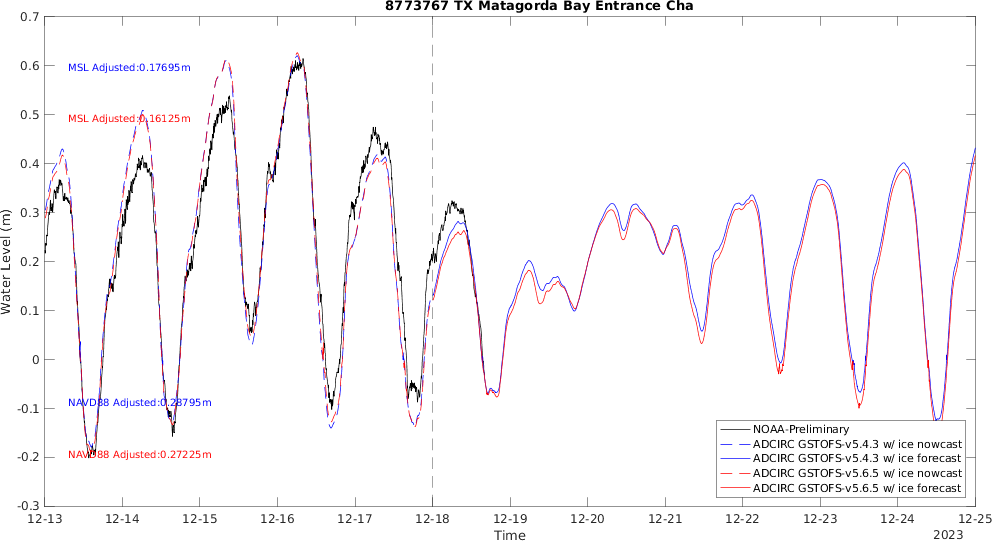 8773767 TX Matagorda Bay Entrance Cha
0.7
0.6
0.5
0.4
0.3
0.2
0.1
0
-0.1
-0.2
-0.3
Water Level (m)
MSL Adjusted:0.17695m
MSL Adjusted:0.16125m
NAVD88 Adjusted:0.28795m
NAVD88 Adjusted:0.27225m
NOAA-Preliminary
ADCIRC GSTOFS-v5.4.3 w/ ice nowcast
ADCIRC GSTOFS-v5.4.3 w/ ice forecast
ADCIRC GSTOFS-v5.6.5 w/ ice nowcast
ADCIRC GSTOFS-v5.6.5 w/ ice forecast
12-13 12-14 12-15 12-16 12-17 12-18 12-19 12-20 12-21 12-22 12-23 12-24 12-25
Time
2023